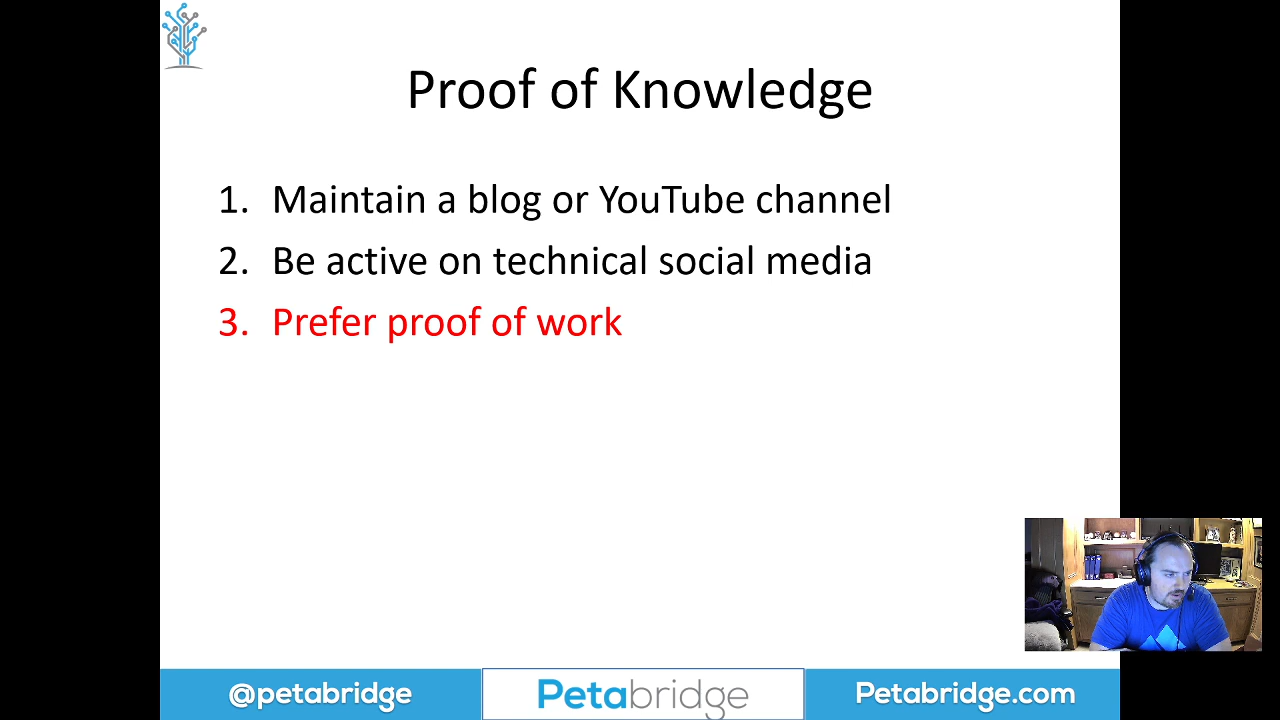 Proof of Knowledge
1. Maintain a blog or YouTube channel
2. Be active on technical social media
3. Prefer proof of work
@petabridge
Petabridge
Petabridge.com